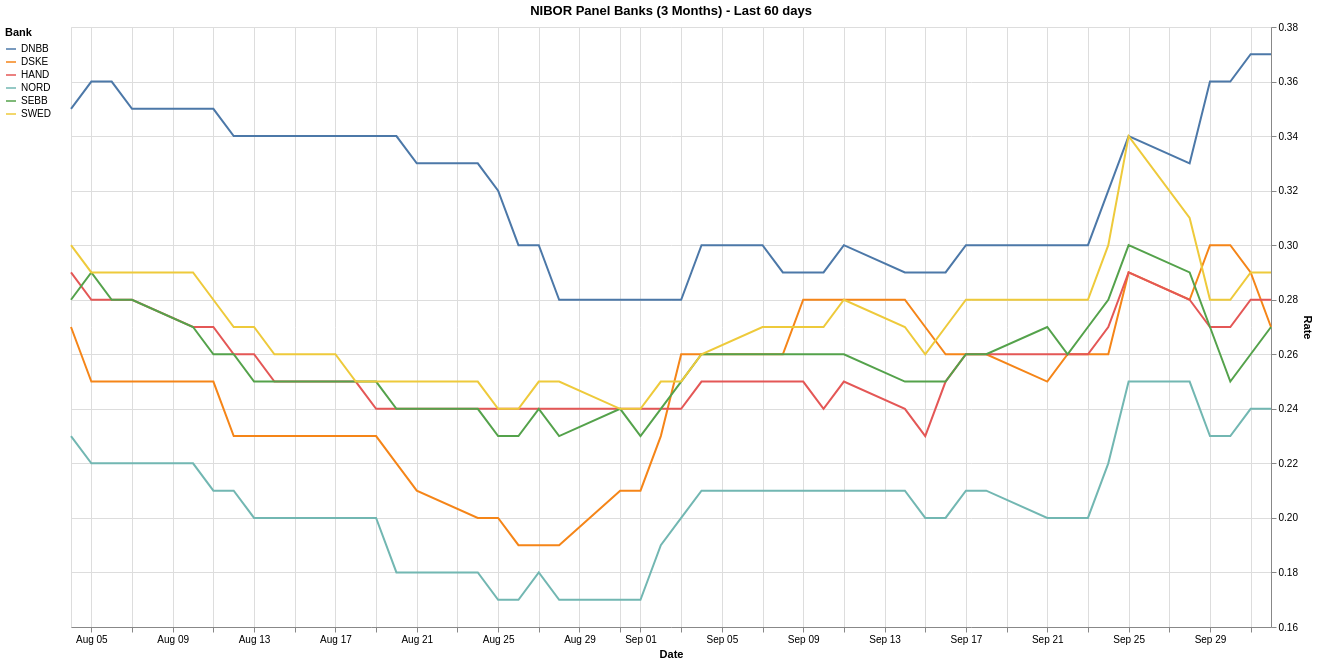 NIBOR Panel Banks (3 Months) - Last 60 days
Bank
DNBB
DSKE
HAND
NORD
SEBB
SWED
0.38
0.36
0.34
0.32
0.30
0.28
0.26
0.24
0.22
0.20
0.18
0.16
Rate
Aug 05 Aug 09 Aug 13 Aug 17 Aug 21 Aug 25 Aug 29 Sep 01 Sep 05 Sep 09 Sep 13 Sep 17 Sep 21 Sep 25 Sep 29
Date